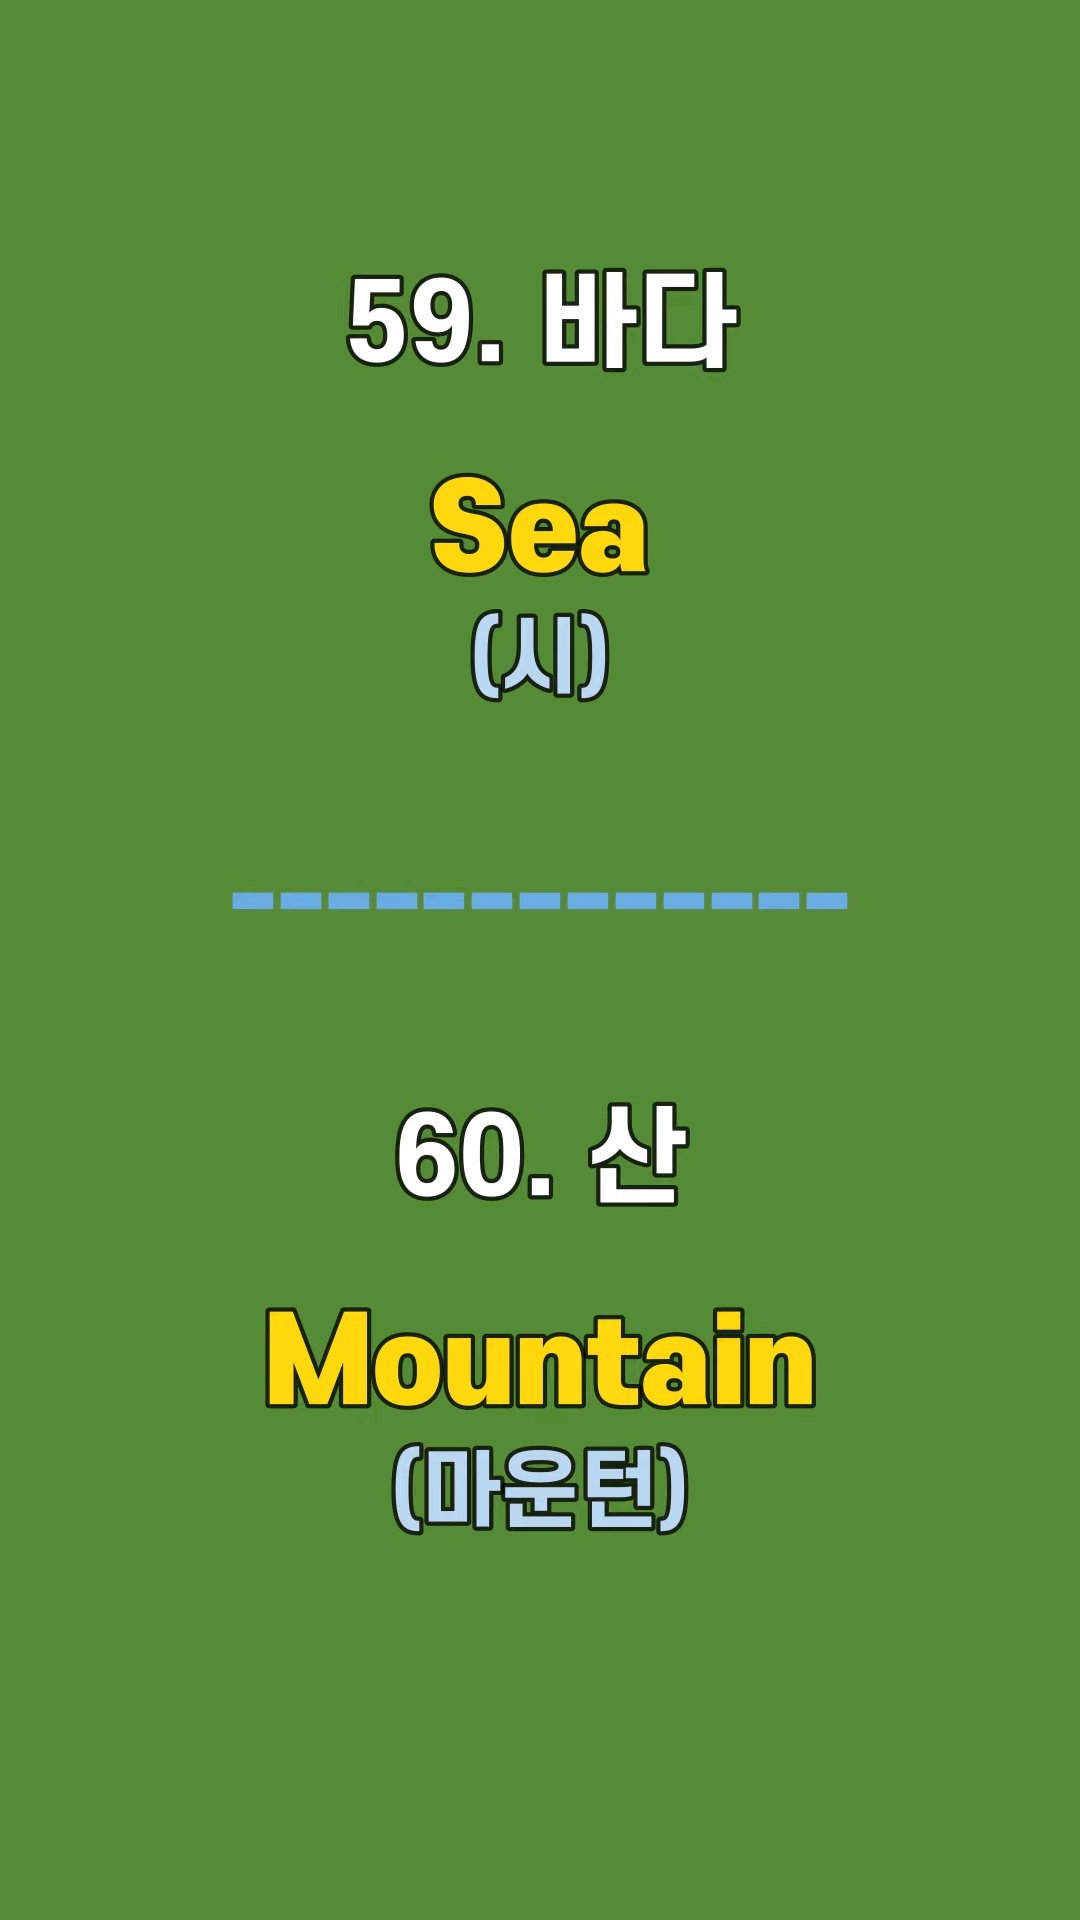 59. 바다
Sea
(시)
--------------
60. 산
Mountain
(마운턴)